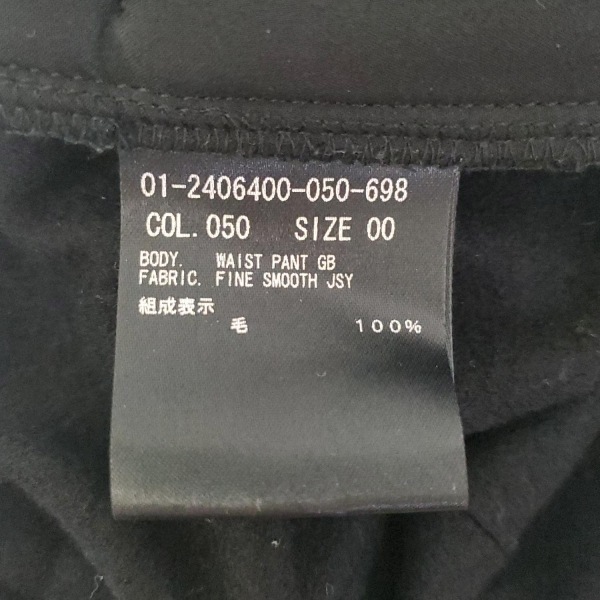 01-2406400-050-698
COL.050 SIZE 00
BODY. WAIST PANT GB
FABRIC. FINE SMOOTH JSY
組成表示
毛 100%